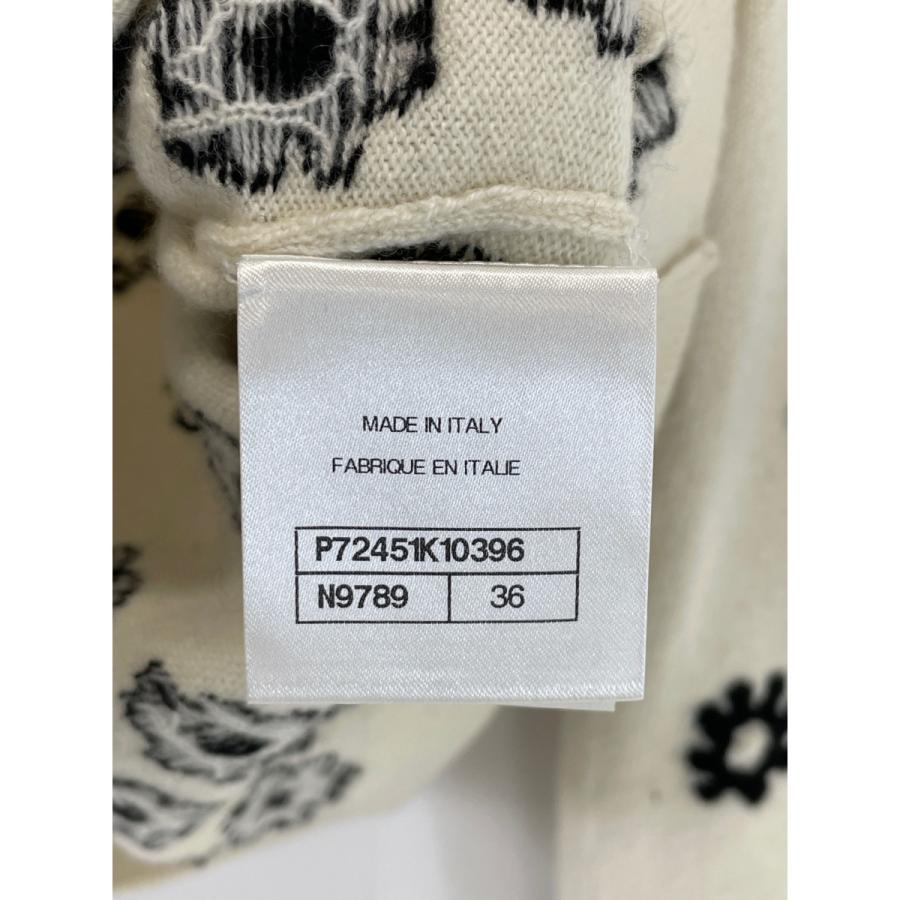 MADE IN ITALY
FABRIQUE EN ITALIE
P72451K10396
N9789 36